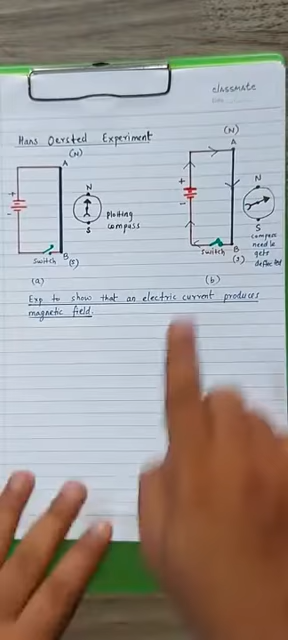 CLASSMATE
Hans Oersted Experiment
(N)
A
+
-
N
S
Plotting
compass
Switch
B
(S)
(a)
(N)
A
+
-
N
S
compass
needle
gets
deflected
Switch
B
(S)
(b)
Exp to show that an electric current produces
magnetic field.